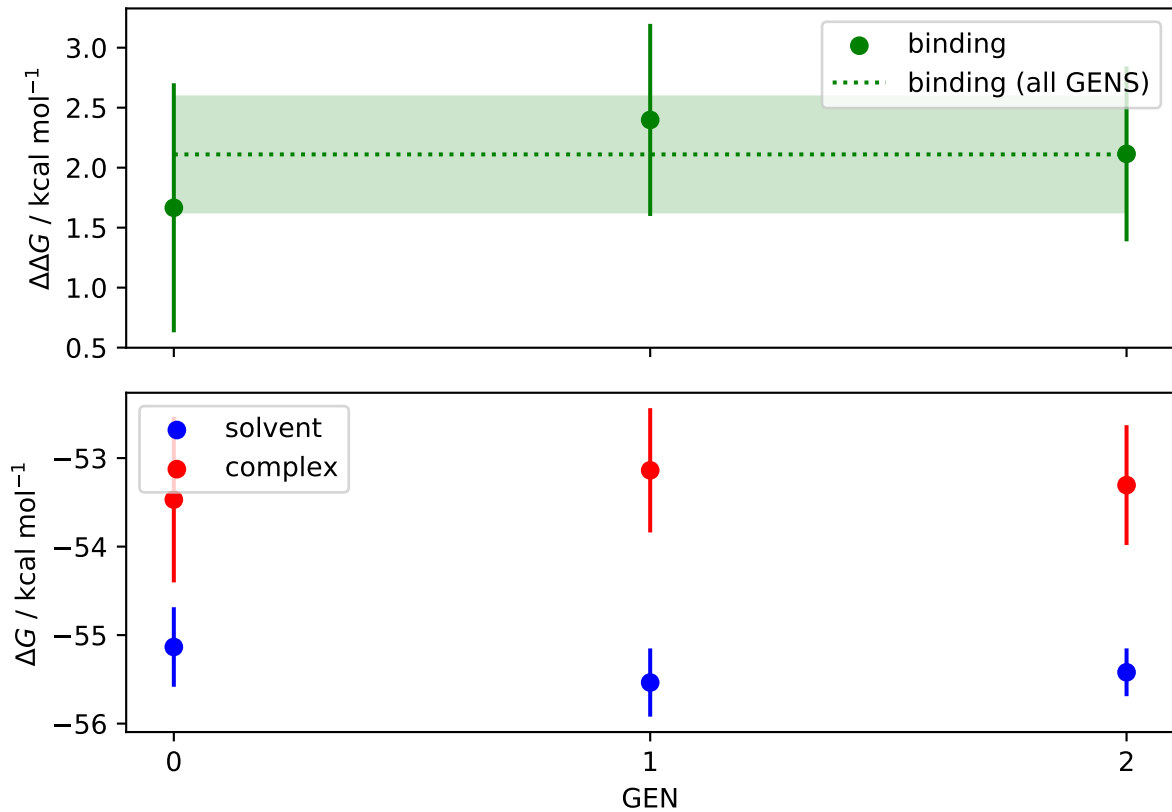 3.0
2.5
2.0
1.5
1.0
0.5
ΔΔG / kcal mol⁻¹
binding
binding (all GENS)
−53
−54
−55
−56
ΔG / kcal mol⁻¹
solvent
complex
0 1 2
GEN